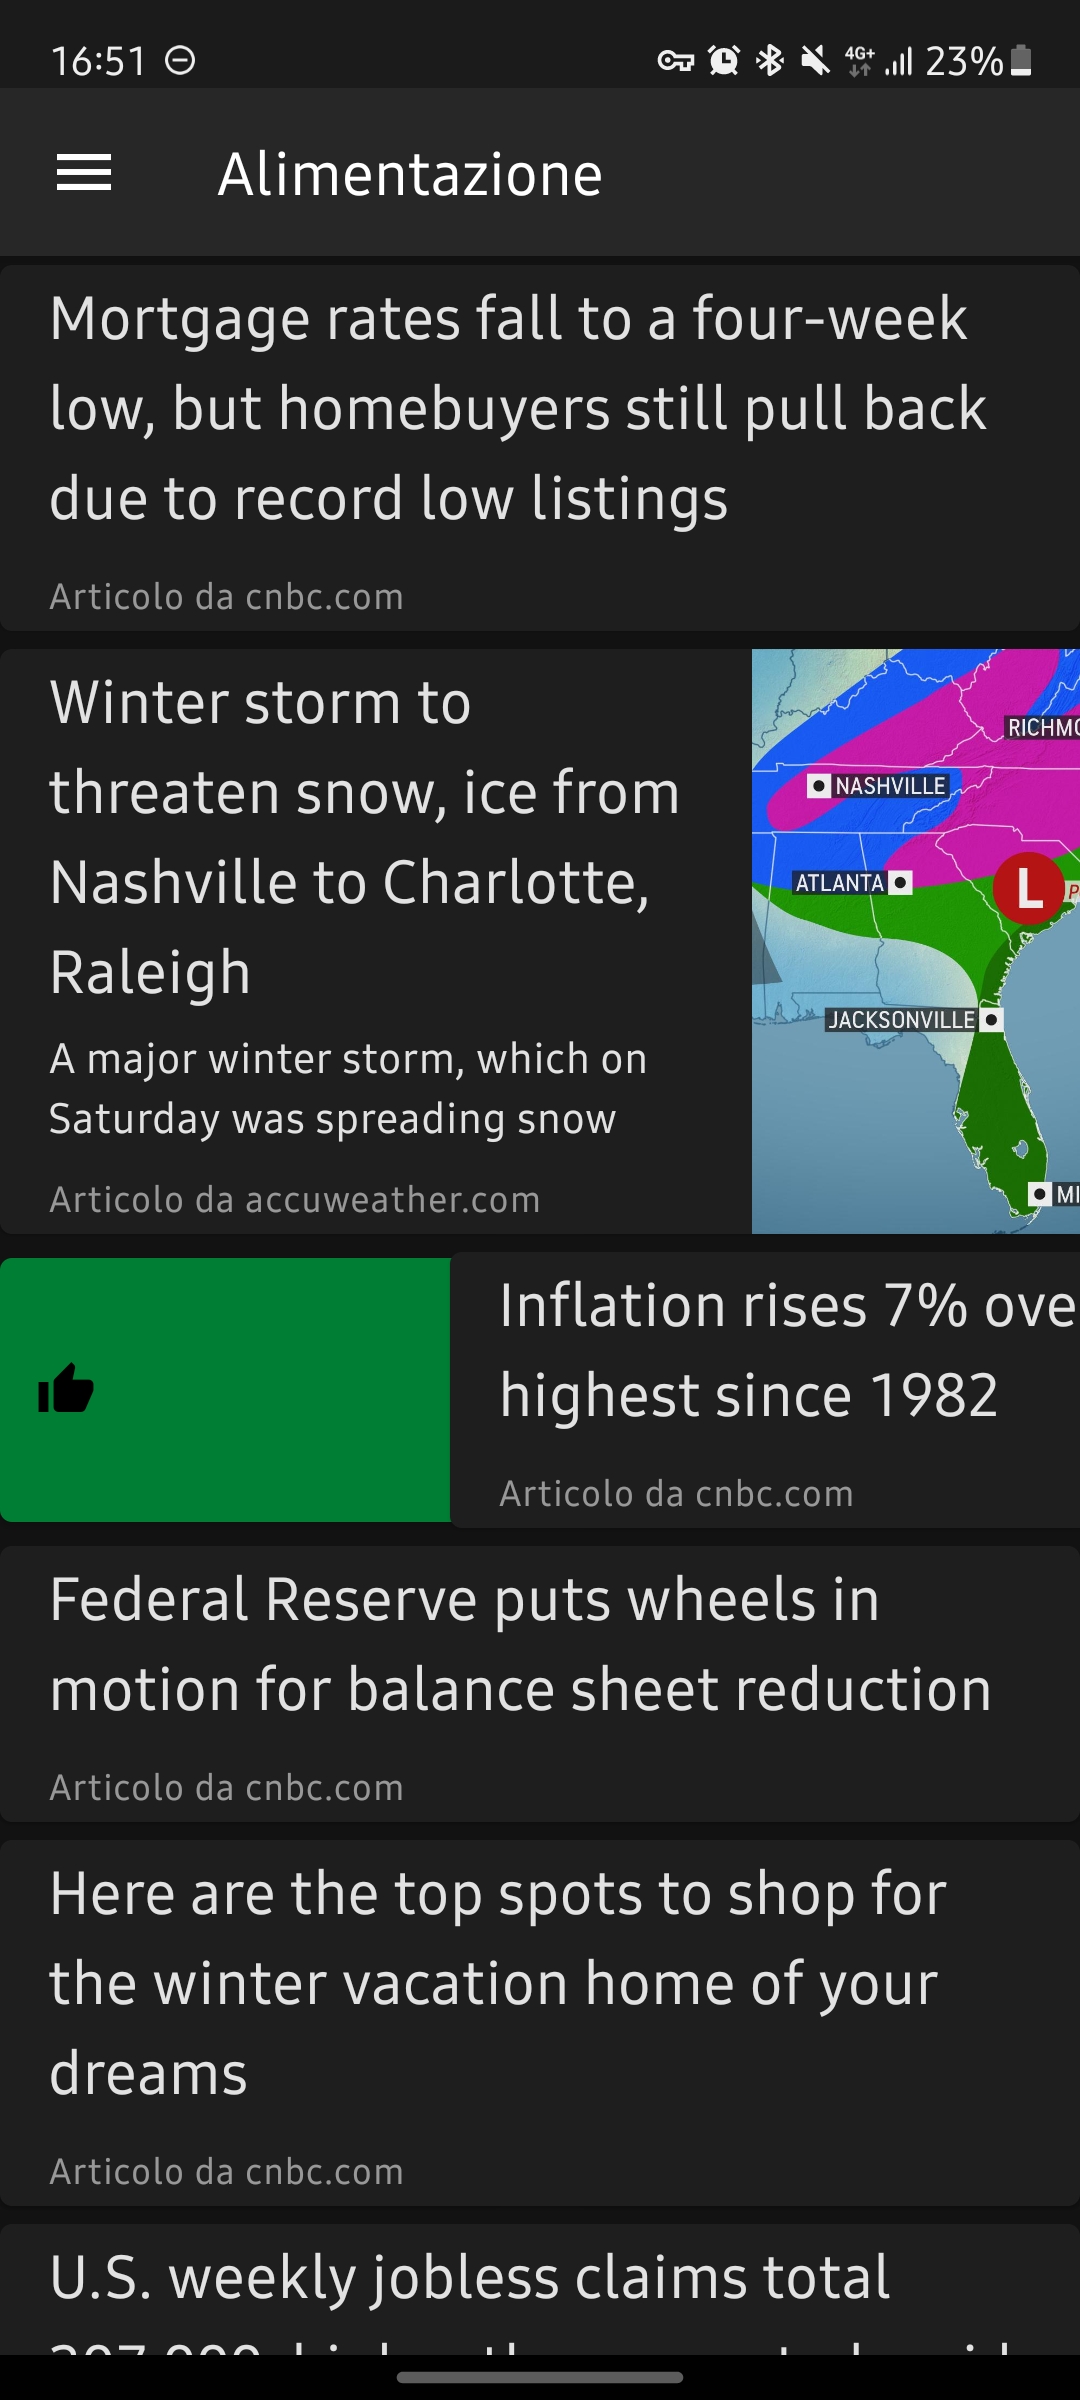 16:51
4G+
23%
Alimentazione
Mortgage rates fall to a four-week
low, but homebuyers still pull back
due to record low listings
Articolo da cnbc.com
Winter storm to
threaten snow, ice from
Nashville to Charlotte,
Raleigh
A major winter storm, which on
Saturday was spreading snow
Articolo da accuweather.com
RICHMO
NASHVILLE
ATLANTA
L
P
JACKSONVILLE
MI
Inflation rises 7% ove
highest since 1982
Articolo da cnbc.com
Federal Reserve puts wheels in
motion for balance sheet reduction
Articolo da cnbc.com
Here are the top spots to shop for
the winter vacation home of your
dreams
Articolo da cnbc.com
U.S. weekly jobless claims total